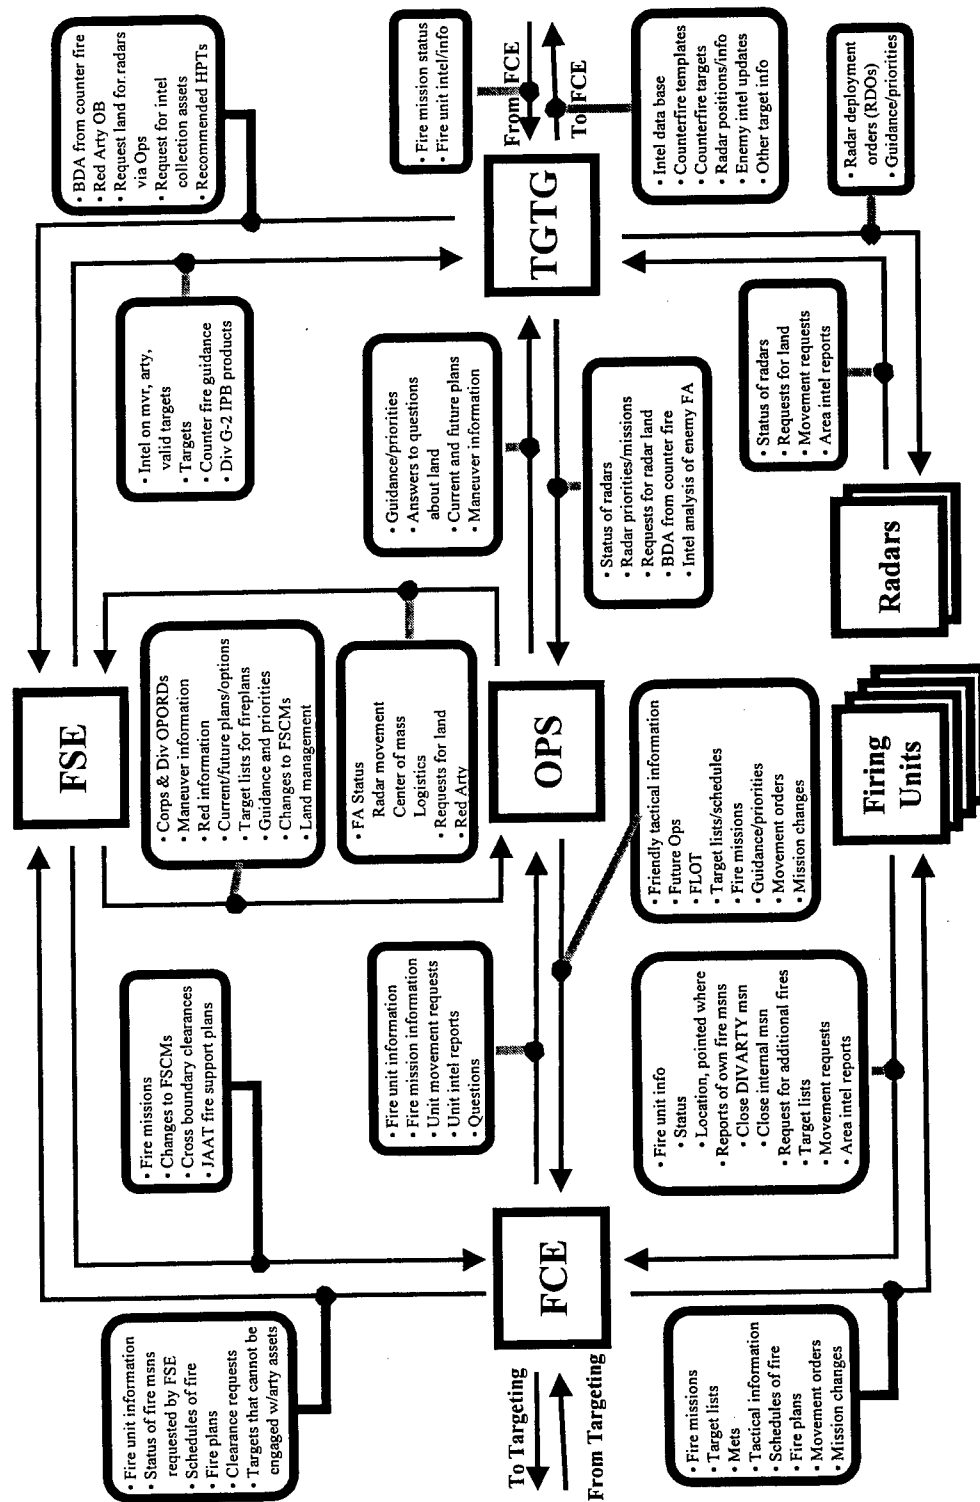 • Fire unit information
• Status of fire msns
requested by FSE
• Schedules of fire
• Fire plans
• Clearance requests
• Targets that cannot be
engaged w/arty assets
• Fire missions
• Changes to FSCMs
• Cross boundary clearances
• JAAT fire support plans
FSE
• Corps & Div OPORDs
• Maneuver information
• Red information
• Current/future plans/options
• Target lists for fireplans
• Guidance and priorities
• Changes to FSCMs
• Land management
• Intel on mvr, arty,
valid targets
• Targets
• Counter fire guidance
• Div G-2 IPB products
• BDA from counter fire
• Red Arty OB
• Request land for radars
via Ops
• Request for intel
collection assets
• Recommended HPTs
• Fire unit information
• Fire mission information
• Unit movement requests
• Unit intel reports
• Questions
• FA Status
Radar movement
Center of mass
Logistics
• Requests for land
• Red Arty
• Guidance/priorities
• Answers to questions
about land
• Current and future plans
• Maneuver information
• Fire mission status
• Fire unit intel/info
To Targeting
From Targeting
FCE
OPS
TGTG
From FCE
To FCE
• Fire missions
• Target lists
• Mets
• Tactical information
• Schedules of fire
• Fire plans
• Movement orders
• Mission changes
• Fire unit info
• Status
• Location, pointed where
• Reports of own fire msns
• Close DIVARTY msn
• Close internal msn
• Request for additional fires
• Target lists
• Movement requests
• Area intel reports
• Friendly tactical information
• Future Ops
• FLOT
• Target lists/schedules
• Fire missions
• Guidance/priorities
• Movement orders
• Mission changes
• Status of radars
• Radar priorities/missions
• Requests for radar land
• BDA from counter fire
• Intel analysis of enemy FA
• Intel data base
• Counterfire templates
• Counterfire targets
• Radar positions/info
• Enemy intel updates
• Other target info
• Status of radars
• Requests for land
• Movement requests
• Area intel reports
• Radar deployment
orders (RDOs)
• Guidance/priorities
Firing
Units
Radars